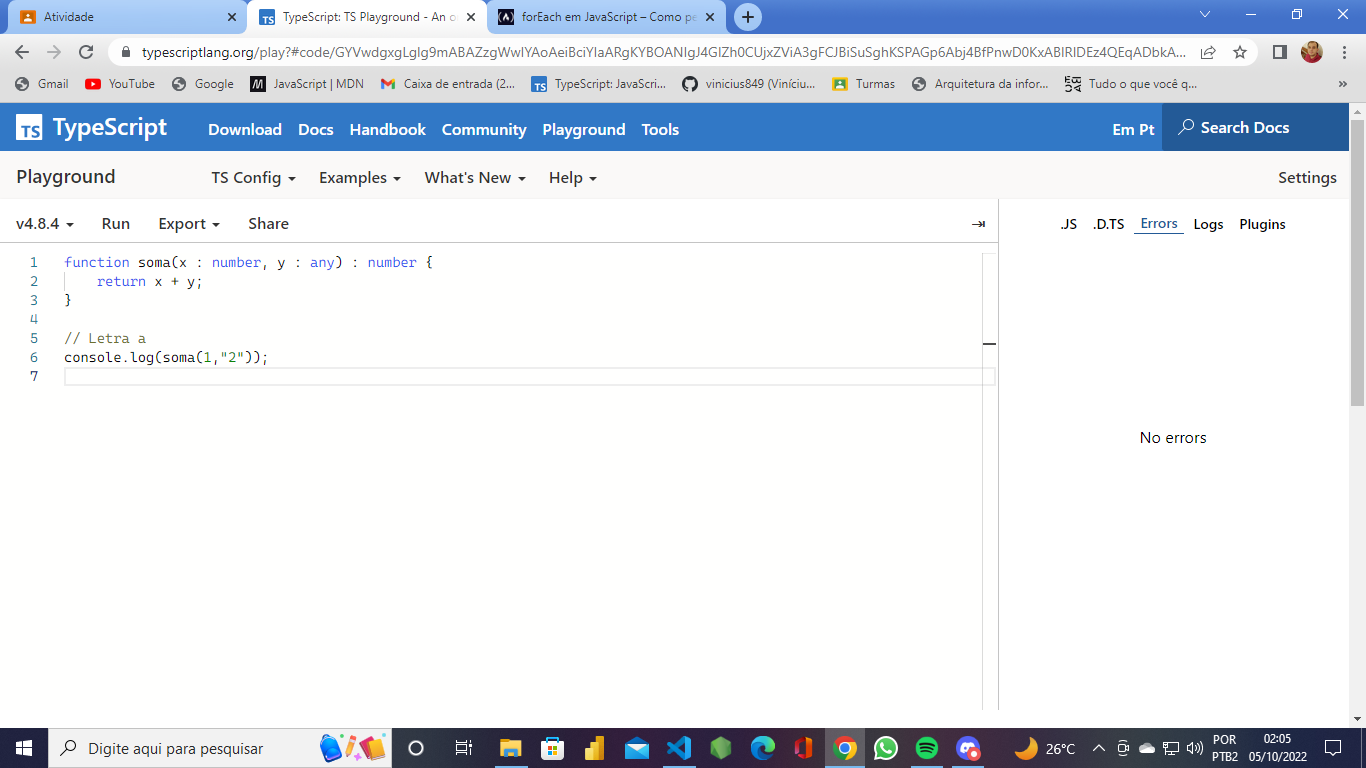 Atividade
TypeScript: TS Playground - An o
forEach em JavaScript – Como pe
typescriptlang.org/play?#code/GYVwdgxgLglg9mABAZzgWwIYAoAeiBciYIaARgKYBOANIgJ4GIZh0CUjxZViA3gFCJBiSuSghKSPAGp6Abj4BfPnwD0KxABIRIDEz4QEqADbkA...
Gmail
YouTube
Google
JavaScript | MDN
Caixa de entrada (2...
TypeScript: JavaScri...
vinicius849 (Viníciu...
Turmas
Arquitetura da infor...
Tudo o que você q...
»
TS TypeScript
Download
Docs
Handbook
Community
Playground
Tools
Em Pt
Search Docs
Playground
TS Config
Examples
What's New
Help
Settings
v4.8.4
Run
Export
Share
.JS
.D.TS
Errors
Logs
Plugins
1 function soma(x : number, y : any) : number {
2 return x + y;
3 }
4
5 // Letra a
6 console.log(soma(1,"2"));
7
No errors
Digite aqui para pesquisar
26°C
POR
PTB2
02:05
05/10/2022